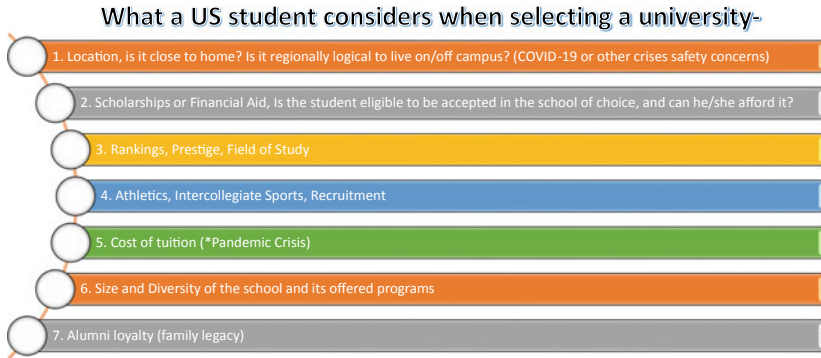 What a US student considers when selecting a university-
1. Location, is it close to home? Is it regionally logical to live on/off campus? (COVID-19 or other crises safety concerns)
2. Scholarships or Financial Aid, Is the student eligible to be accepted in the school of choice, and can he/she afford it?
3. Rankings, Prestige, Field of Study
4. Athletics, Intercollegiate Sports, Recruitment
5. Cost of tuition (*Pandemic Crisis)
6. Size and Diversity of the school and its offered programs
7. Alumni loyalty (family legacy)